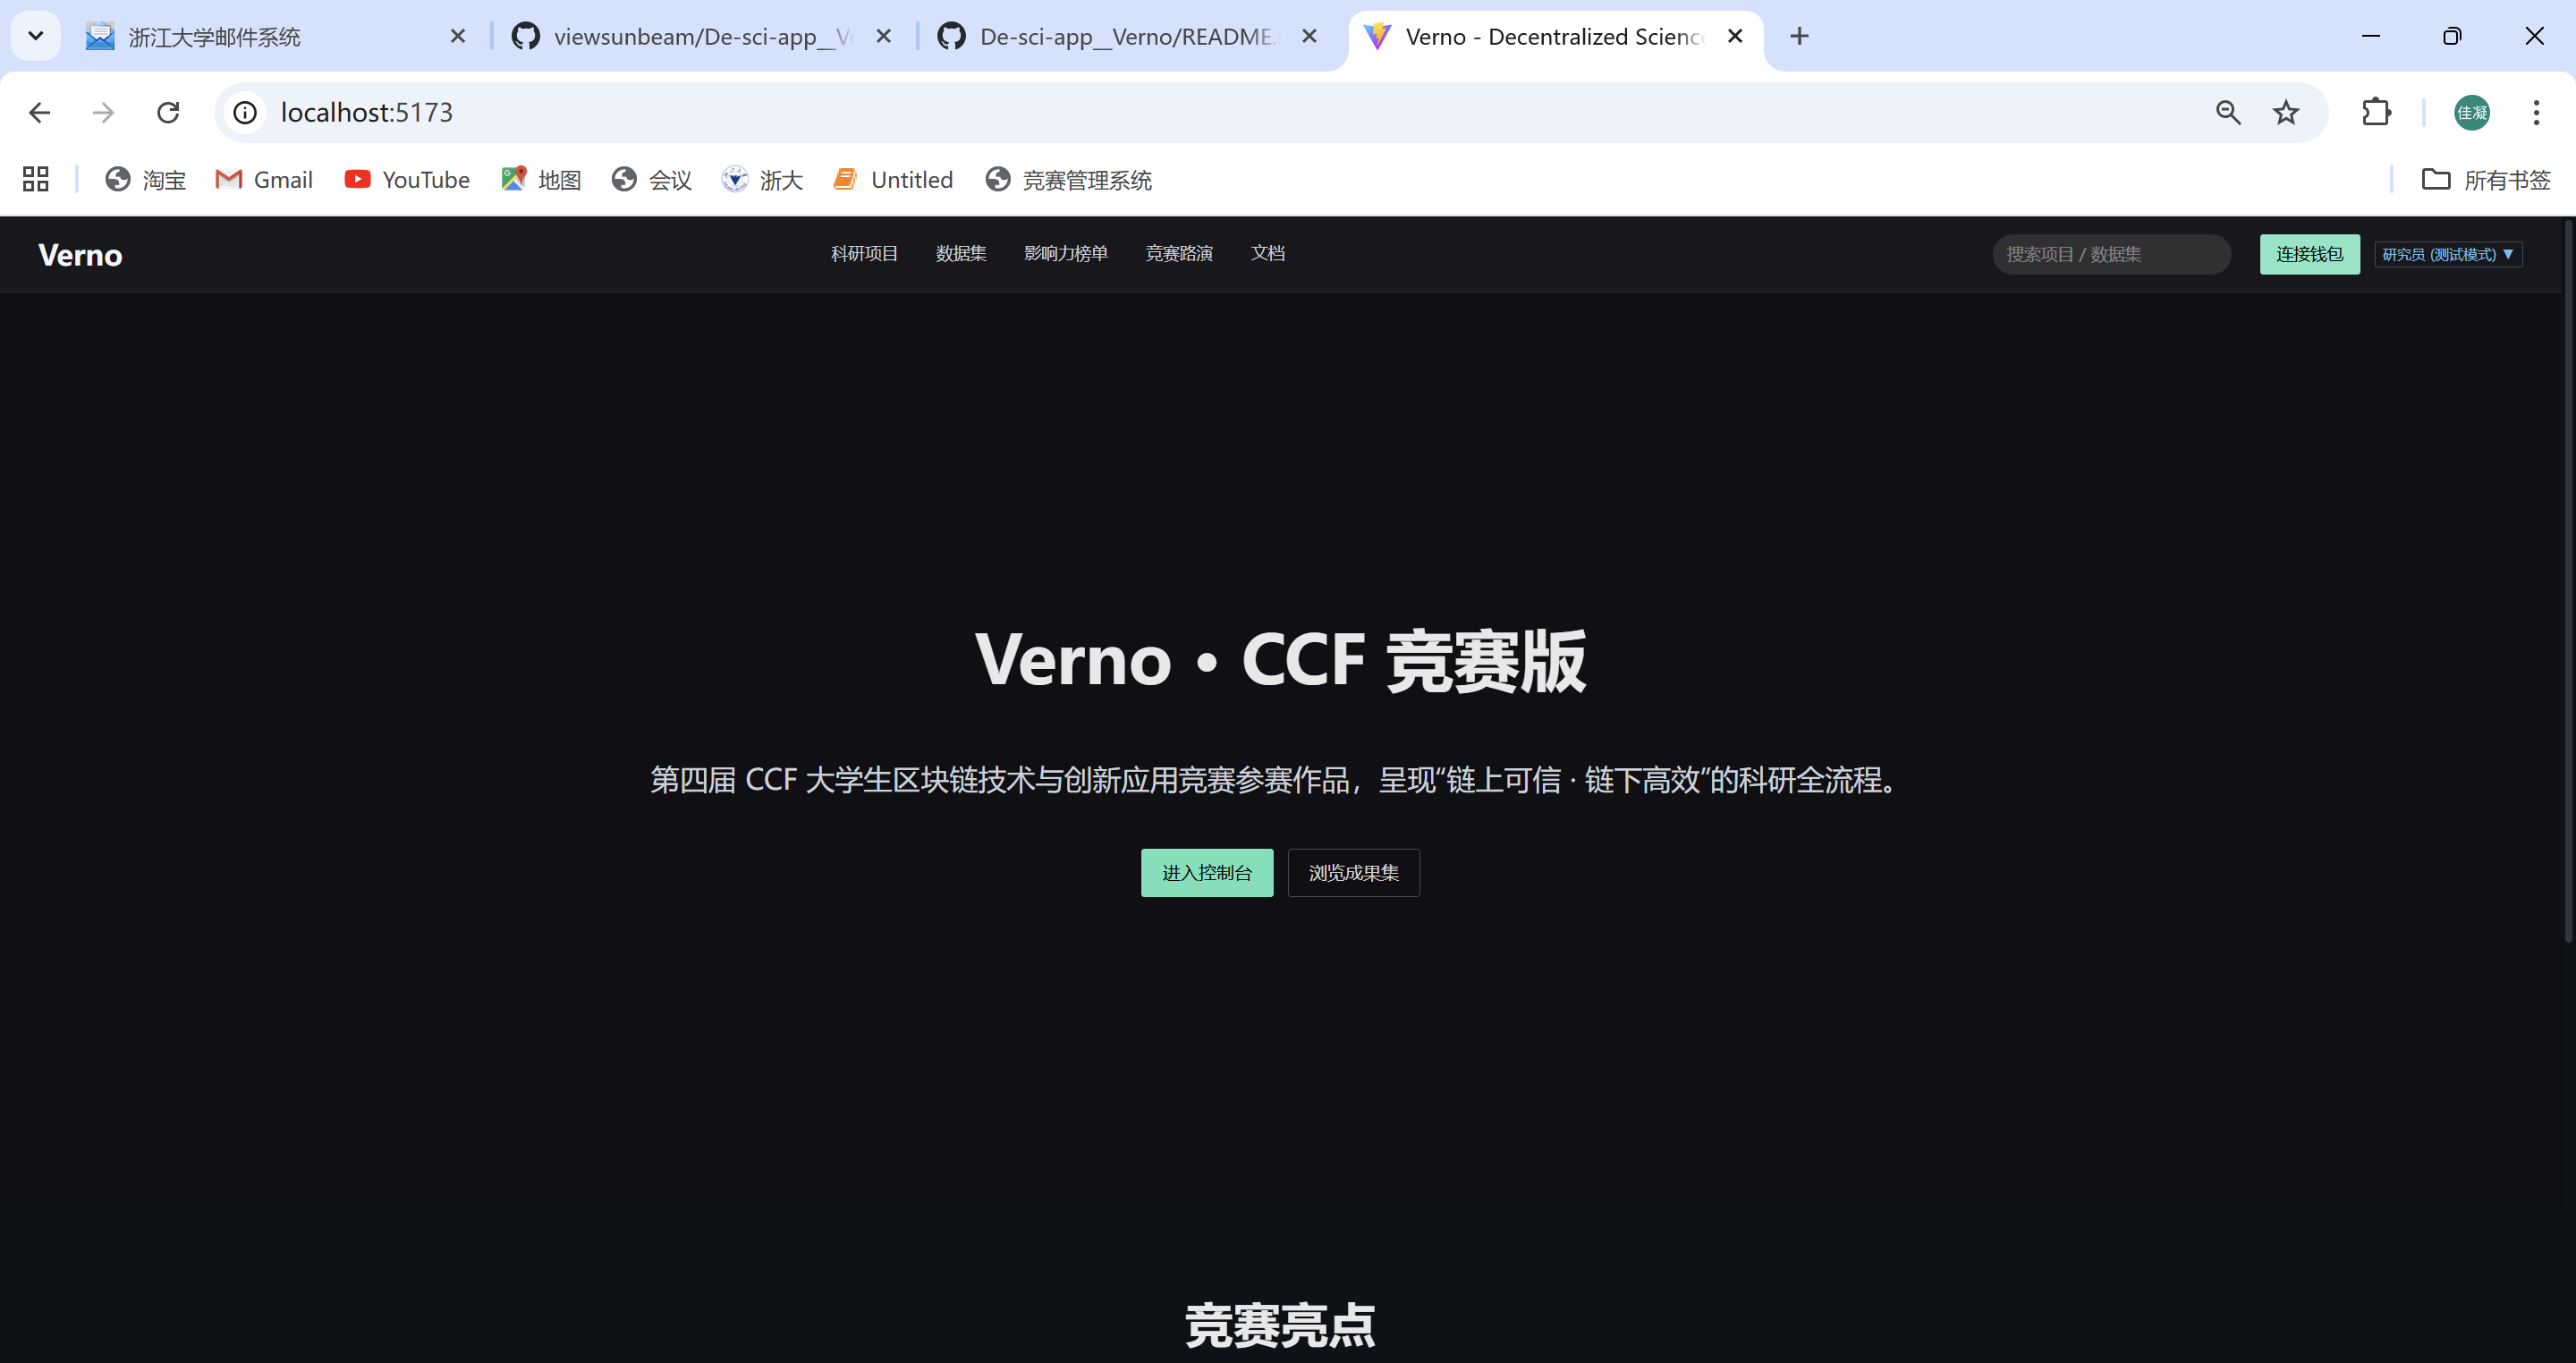 浙江大学邮件系统
viewsunbeam/De-sci-app__Ve
De-sci-app__Verno/README.
Verno - Decentralized Science
localhost:5173
佳凝
淘宝
Gmail
YouTube
地图
会议
浙大
Untitled
竞赛管理系统
所有书签
Verno
科研项目
数据集
影响力榜单
竞赛路演
文档
搜索项目 / 数据集
连接钱包
研究员 (测试模式) ▼
Verno • CCF 竞赛版
第四届 CCF 大学生区块链技术与创新应用竞赛参赛作品，呈现“链上可信 · 链下高效”的科研全流程。
进入控制台
浏览成果集
竞赛亮点